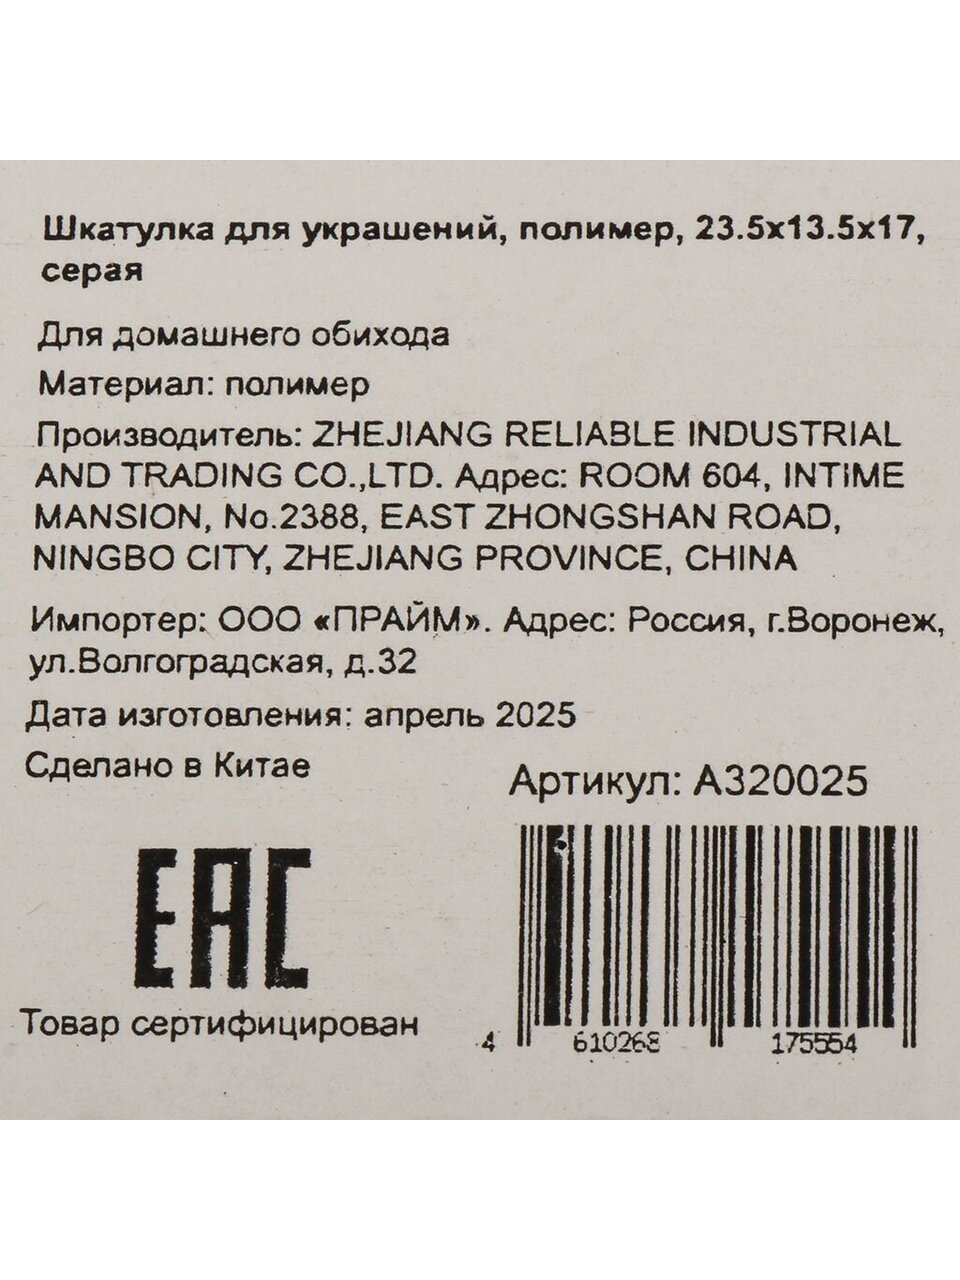 Шкатулка для украшений, полимер, 23.5x13.5x17,
серая
Для домашнего обихода
Материал: полимер
Производитель: ZHEJIANG RELIABLE INDUSTRIAL
AND TRADING CO.,LTD. Адрес: ROOM 604, INTIME
MANSION, No.2388, EAST ZHONGSHAN ROAD,
NINGBO CITY, ZHEJIANG PROVINCE, CHINA
Импортер: ООО «ПРАЙМ». Адрес: Россия, г.Воронеж,
ул.Волгоградская, д.32
Дата изготовления: апрель 2025
Сделано в Китае
Артикул: A320025
EAC
Товар сертифицирован
4 610268 175554